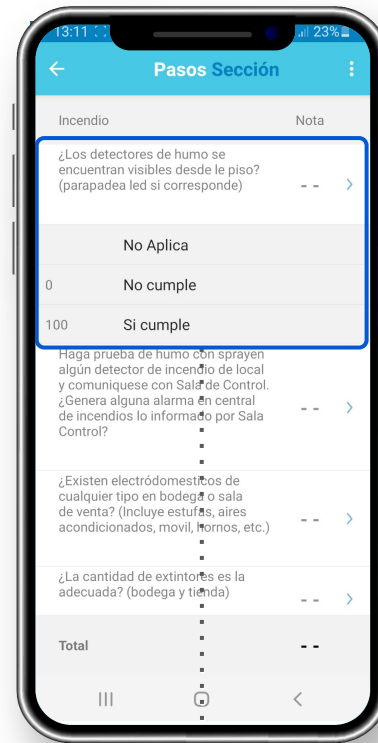 13:11
23%
Pasos Sección
Incendio Nota
¿Los detectores de humo se
encuentran visibles desde le piso?
(parapadea led si corresponde) - - >
No Aplica
0 No cumple
100 Si cumple
Haga prueba de humo con sprayen
algún detector de incendio de local
y comuniquese con Sala de Control.
¿Genera alguna alarma en central
de incendios lo informado por Sala
Control? - - >
¿Existen electródomesticos de
cualquier tipo en bodega o sala
de venta? (Incluye estufas, aires
acondicionados, movil, hornos, etc.) - - >
¿La cantidad de extintores es la
adecuada? (bodega y tienda) - - >
Total - -